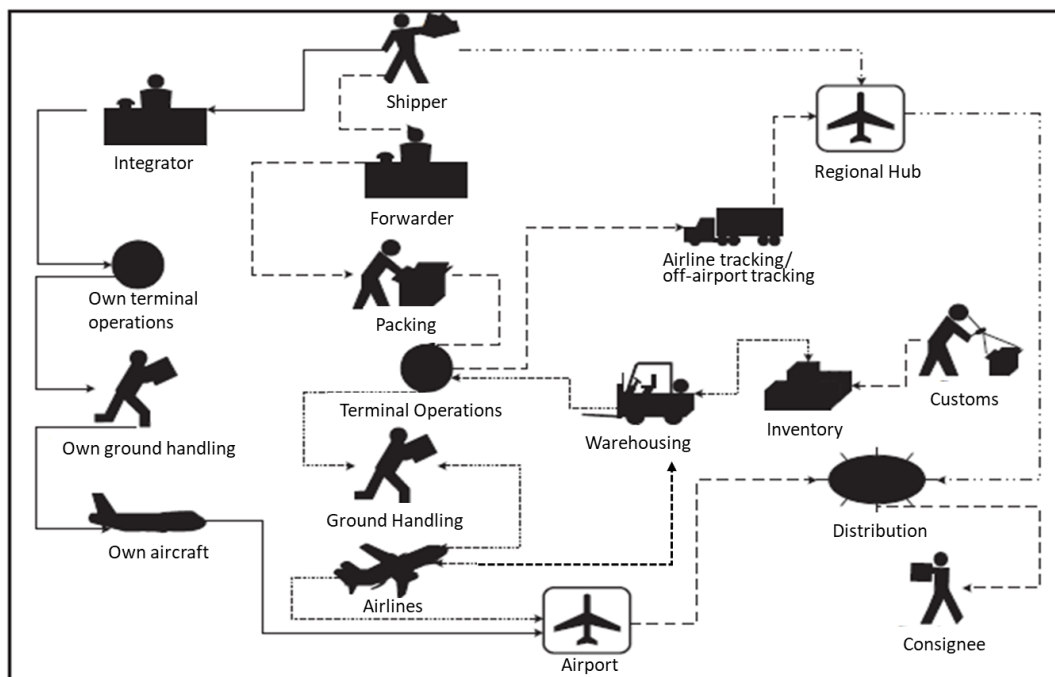 Shipper
Integrator
Regional Hub
Forwarder
Airline tracking/
off-airport tracking
Own terminal
operations
Packing
Customs
Terminal Operations
Warehousing
Inventory
Own ground handling
Ground Handling
Distribution
Own aircraft
Airlines
Consignee
Airport